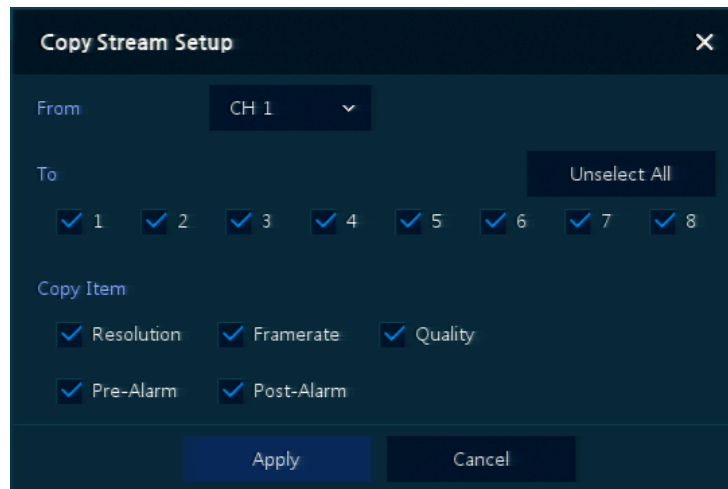 Copy Stream Setup
From CH 1
To Unselect All
1 2 3 4 5 6 7 8
Copy Item
Resolution Framerate Quality
Pre-Alarm Post-Alarm
Apply Cancel